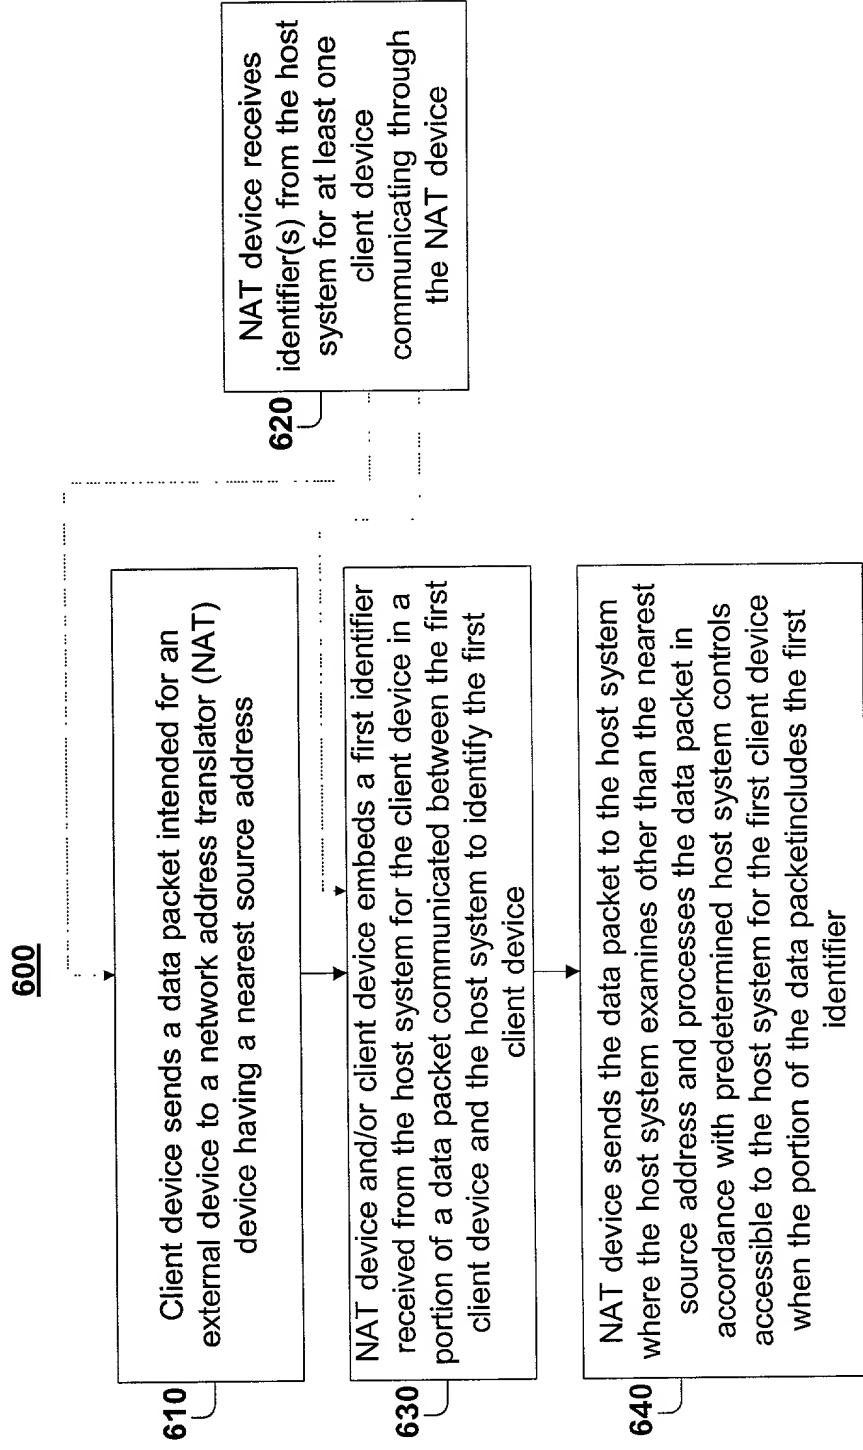 600
610
Client device sends a data packet intended for an
external device to a network address translator (NAT)
device having a nearest source address
620
NAT device receives
identifier(s) from the host
system for at least one
client device
communicating through
the NAT device
630
NAT device and/or client device embeds a first identifier
received from the host system for the client device in a
portion of a data packet communicated between the first
client device and the host system to identify the first
client device
640
NAT device sends the data packet to the host system
where the host system examines other than the nearest
source address and processes the data packet in
accordance with predetermined host system controls
accessible to the host system for the first client device
when the portion of the data packetincludes the first
identifier